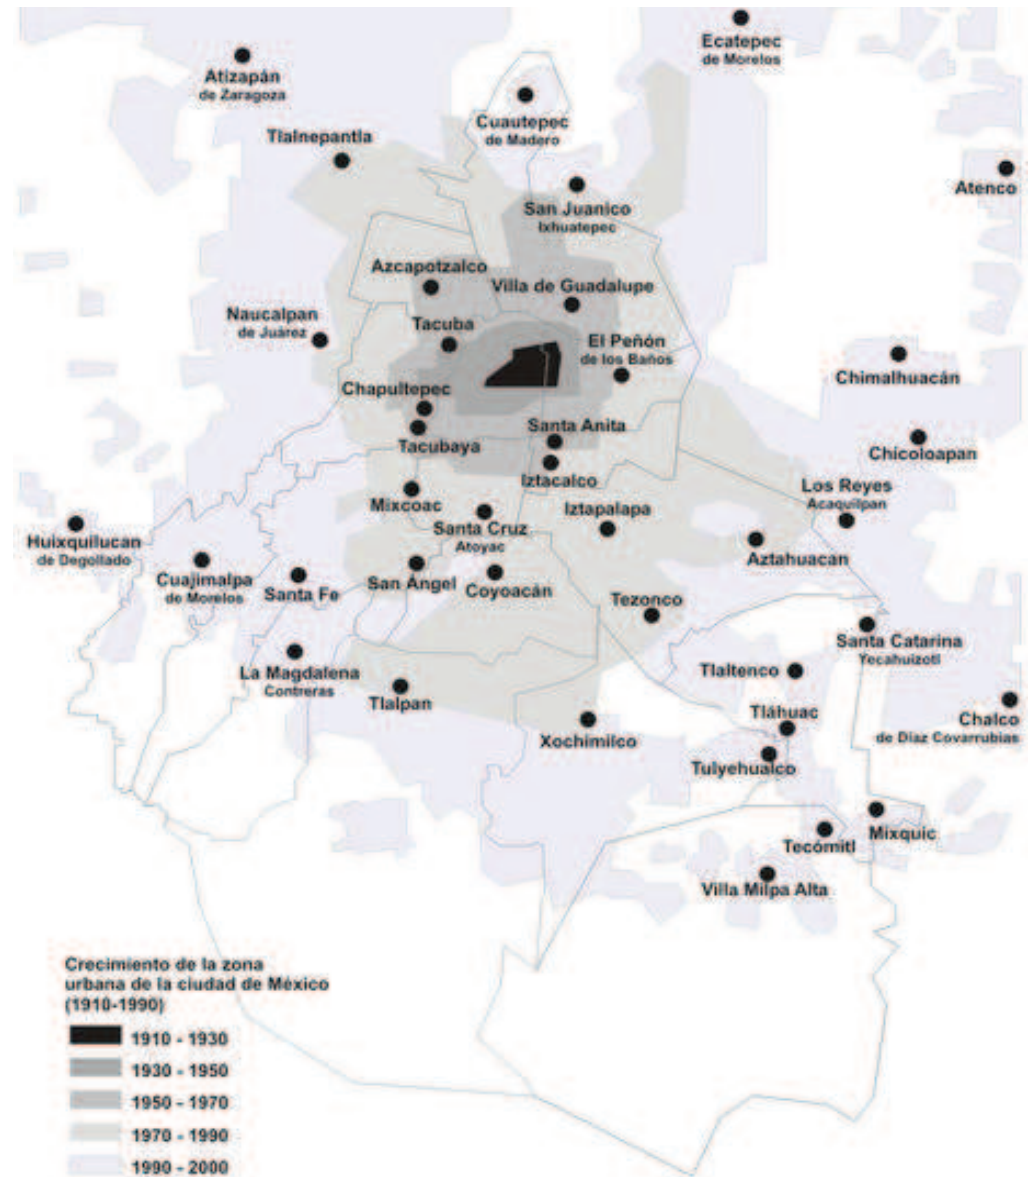 Ecatepec
de Morelos
Atizapán
de Zaragoza
Cuautepec
de Madero
Tlalnepantla
Atenco
San Juanico
Ixhuatepec
Azcapotzalco
Villa de Guadalupe
Naucalpan
de Juárez
Tacuba
El Peñón
de los Baños
Chimalhuacán
Chapultepec
Tacubaya
Santa Anita
Iztacalco
Chicoloapan
Mixcoac
Santa Cruz
Atoyac
Iztapalapa
Los Reyes
Acaquilpan
Huixquilucan
de Degollado
Cuajimalpa
de Morelos
Santa Fe
San Ángel
Coyoacán
Aztahuacan
Tezonco
Santa Catarina
Yecahuizotl
La Magdalena
Contreras
Tlaltenco
Tlalpan
Xochimilco
Tláhuac
Chalco
de Díaz Covarrubias
Tulyehualco
Mixquic
Tecómitl
Villa Milpa Alta
Crecimiento de la zona
urbana de la ciudad de México
(1910-1990)
1910 - 1930
1930 - 1950
1950 - 1970
1970 - 1990
1990 - 2000